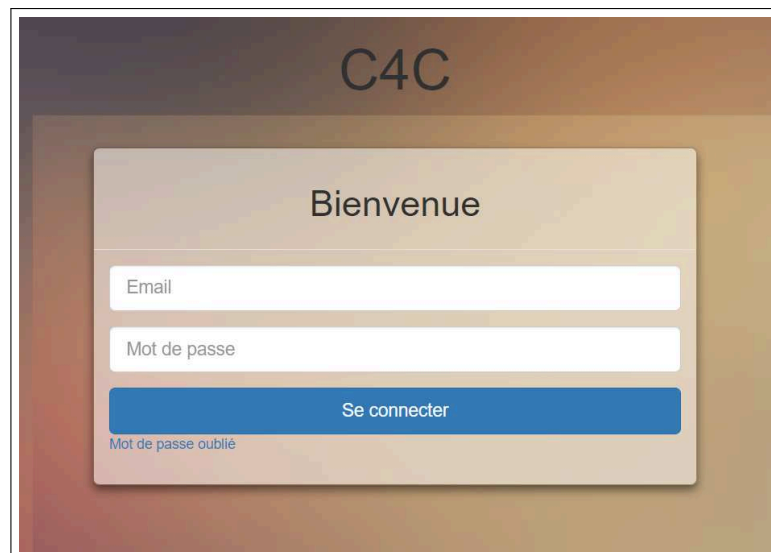 C4C
Bienvenue
Email
Mot de passe
Se connecter
Mot de passe oublié